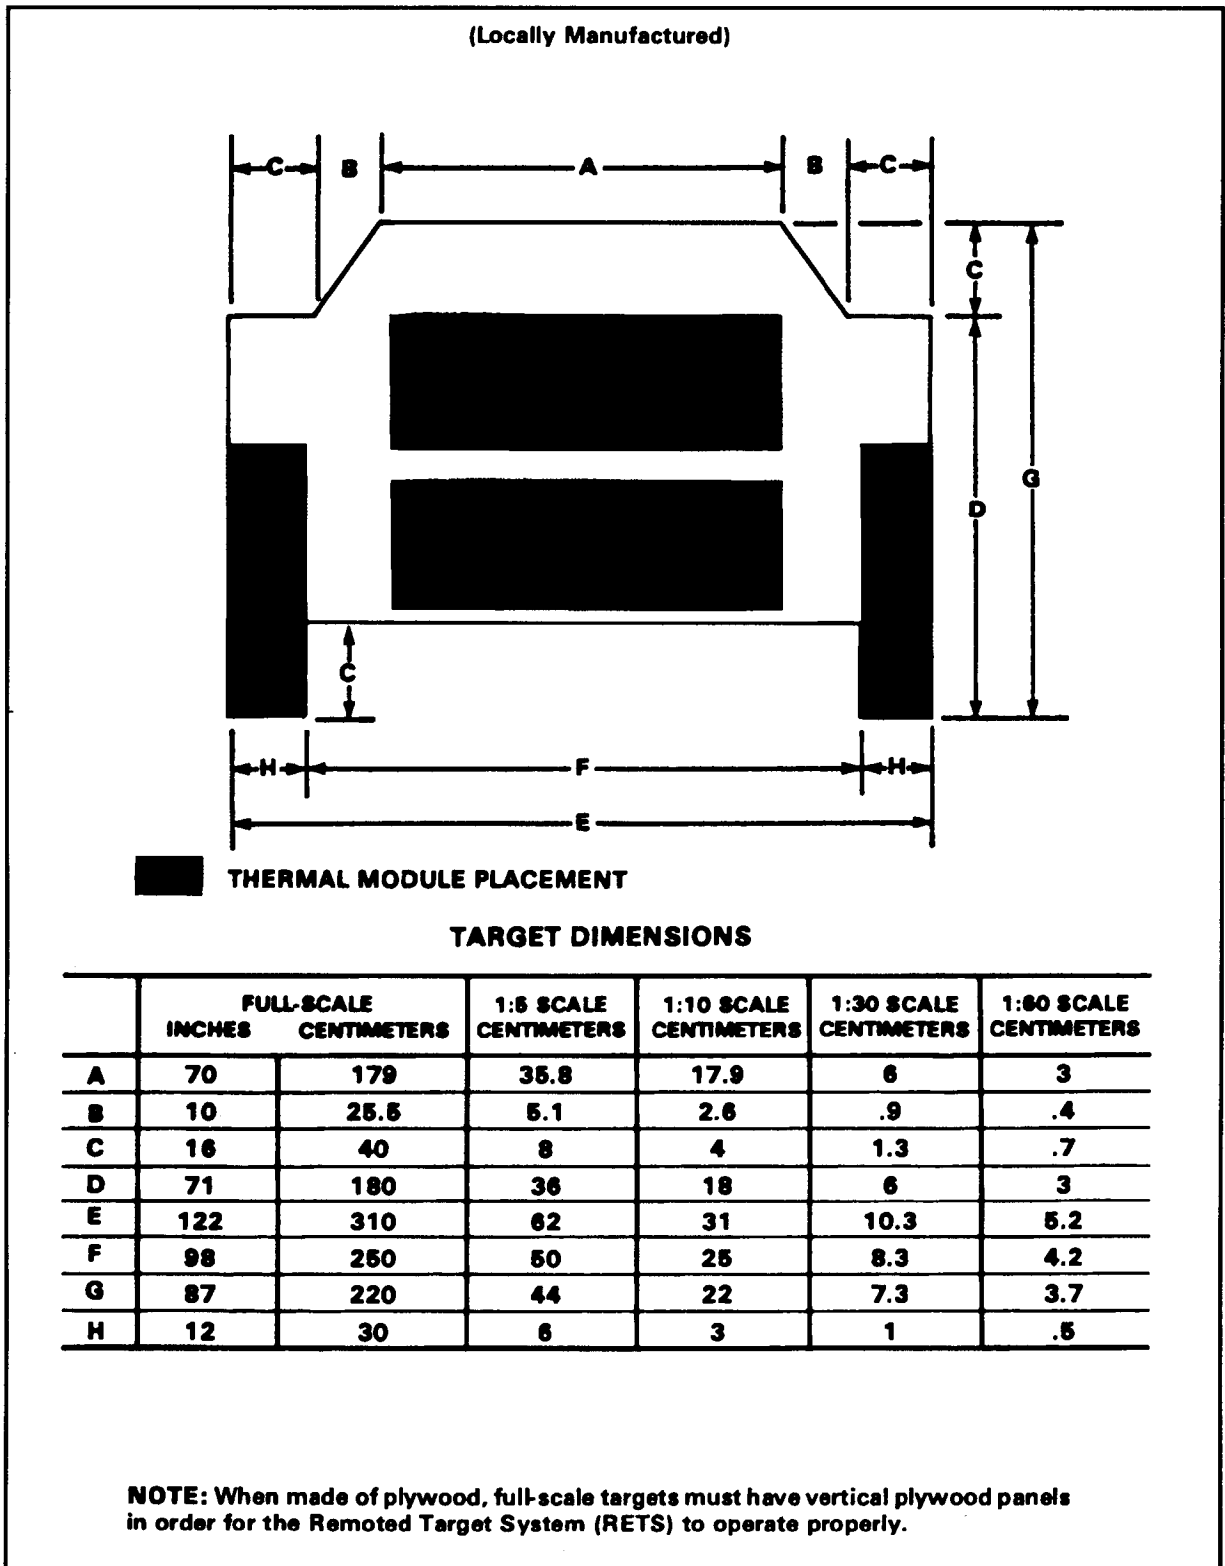 (Locally Manufactured)
C B A B C
C
G
D
C
H F H
E
THERMAL MODULE PLACEMENT
TARGET DIMENSIONS
FULL-SCALE 1:5 SCALE 1:10 SCALE 1:30 SCALE 1:60 SCALE
INCHES CENTIMETERS CENTIMETERS CENTIMETERS CENTIMETERS CENTIMETERS
A 70 179 35.8 17.9 6 3
B 10 25.5 5.1 2.6 .9 .4
C 16 40 8 4 1.3 .7
D 71 180 36 18 6 3
E 122 310 62 31 10.3 5.2
F 98 250 50 25 8.3 4.2
G 87 220 44 22 7.3 3.7
H 12 30 6 3 1 .5
NOTE: When made of plywood, full-scale targets must have vertical plywood panels
in order for the Remoted Target System (RETS) to operate properly.